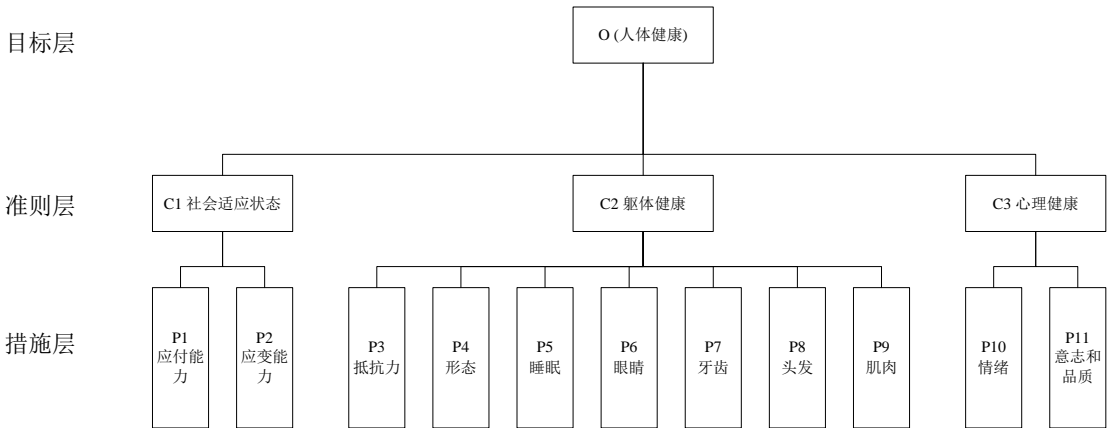 目标层
O (人体健康)
准则层
C1 社会适应状态
C2 躯体健康
C3 心理健康
措施层
P1
应付能
力
P2
应变能
力
P3
抵抗力
P4
形态
P5
睡眠
P6
眼睛
P7
牙齿
P8
头发
P9
肌肉
P10
情绪
P11
意志和
品质